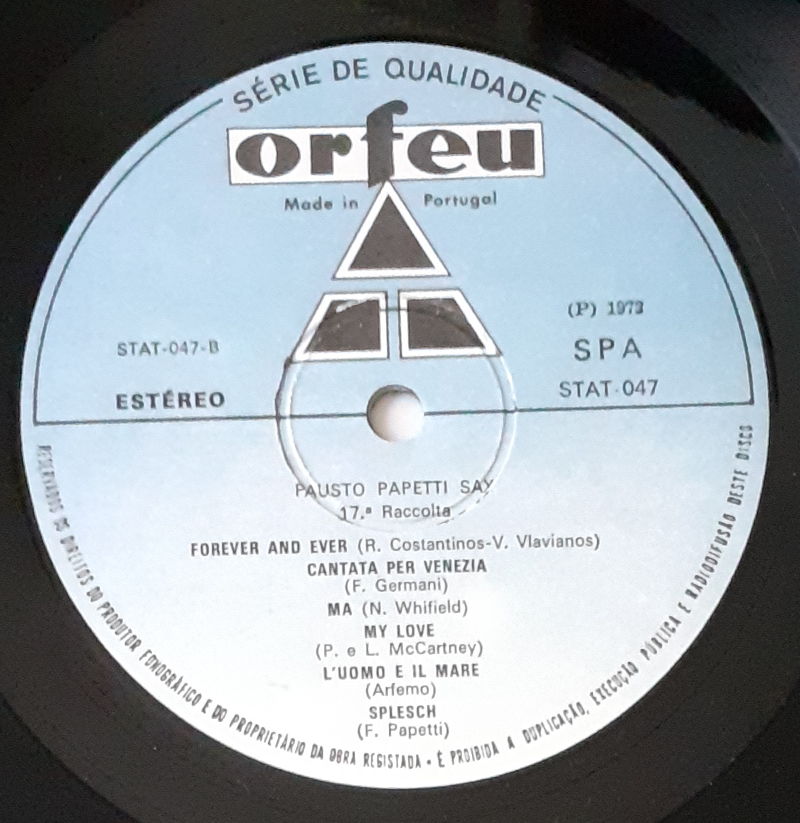 SÉRIE DE QUALIDADE
orfeu
Made in Portugal
(P) 1973
STAT-047-B
SPA
ESTÉREO
STAT-047
FAUSTO PAPETTI SAX
17.ª Raccolta
FOREVER AND EVER (R. Costantinos-V. Vlavianos)
CANTATA PER VENEZIA
(F. Germani)
MA (N. Whifield)
MY LOVE
(P. e L. McCartney)
L'UOMO E IL MARE
(Arfemo)
SPLESCH
(F. Papetti)
RESERVADOS OS DIREITOS DO PRODUTOR FONOGRÁFICO E DO PROPRIETÁRIO DA OBRA REGISTADA · É PROIBIDA A DUPLICAÇÃO, EXECUÇÃO PÚBLICA E RADIODIFUSÃO DESTE DISCO